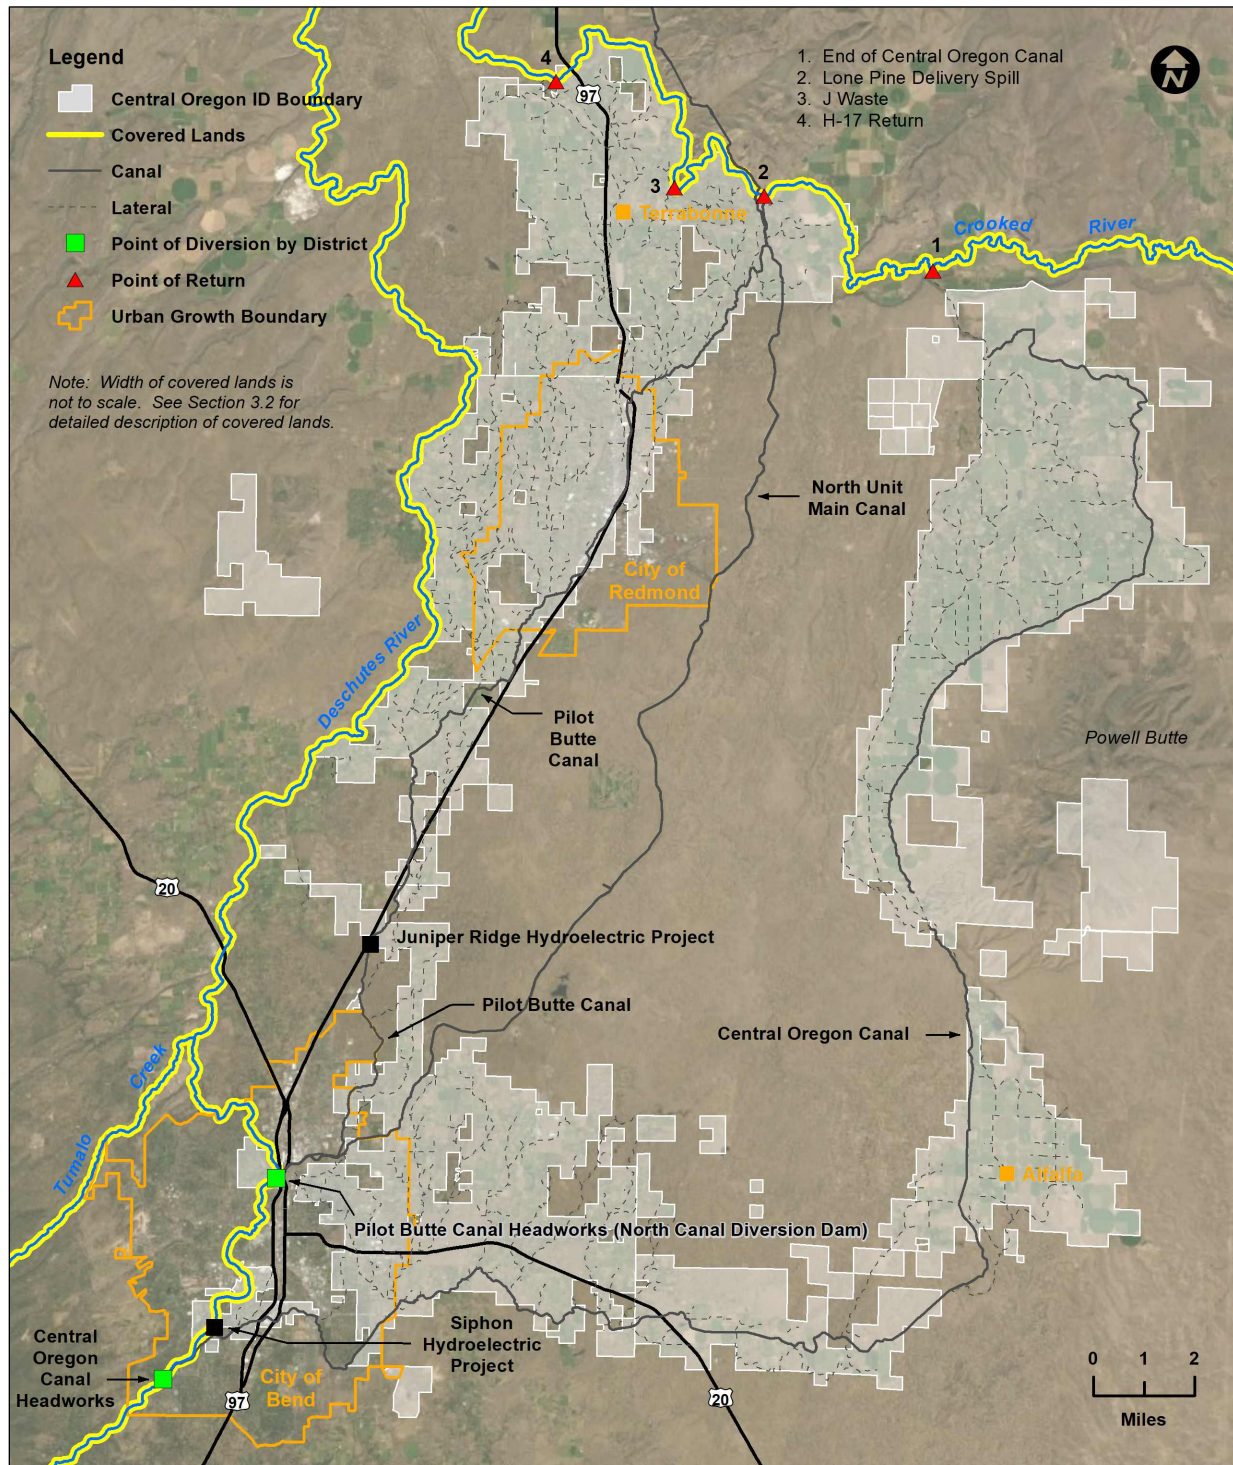 Legend
Central Oregon ID Boundary
Covered Lands
Canal
Lateral
Point of Diversion by District
Point of Return
Urban Growth Boundary
Note: Width of covered lands is
not to scale. See Section 3.2 for
detailed description of covered lands.
1. End of Central Oregon Canal
2. Lone Pine Delivery Spill
3. J Waste
4. H-17 Return
N
4
97
3
2
Terrabonne
1
Crooked
River
North Unit
Main Canal
City of
Redmond
Deschutes River
Pilot
Butte
Canal
Powell Butte
20
Juniper Ridge Hydroelectric Project
Pilot Butte Canal
Central Oregon Canal
Creek
Tumalo
Alfalfa
Pilot Butte Canal Headworks (North Canal Diversion Dam)
Siphon
Hydroelectric
Project
Central
Oregon
Canal
Headworks
City of
Bend
97
20
0 1 2
Miles